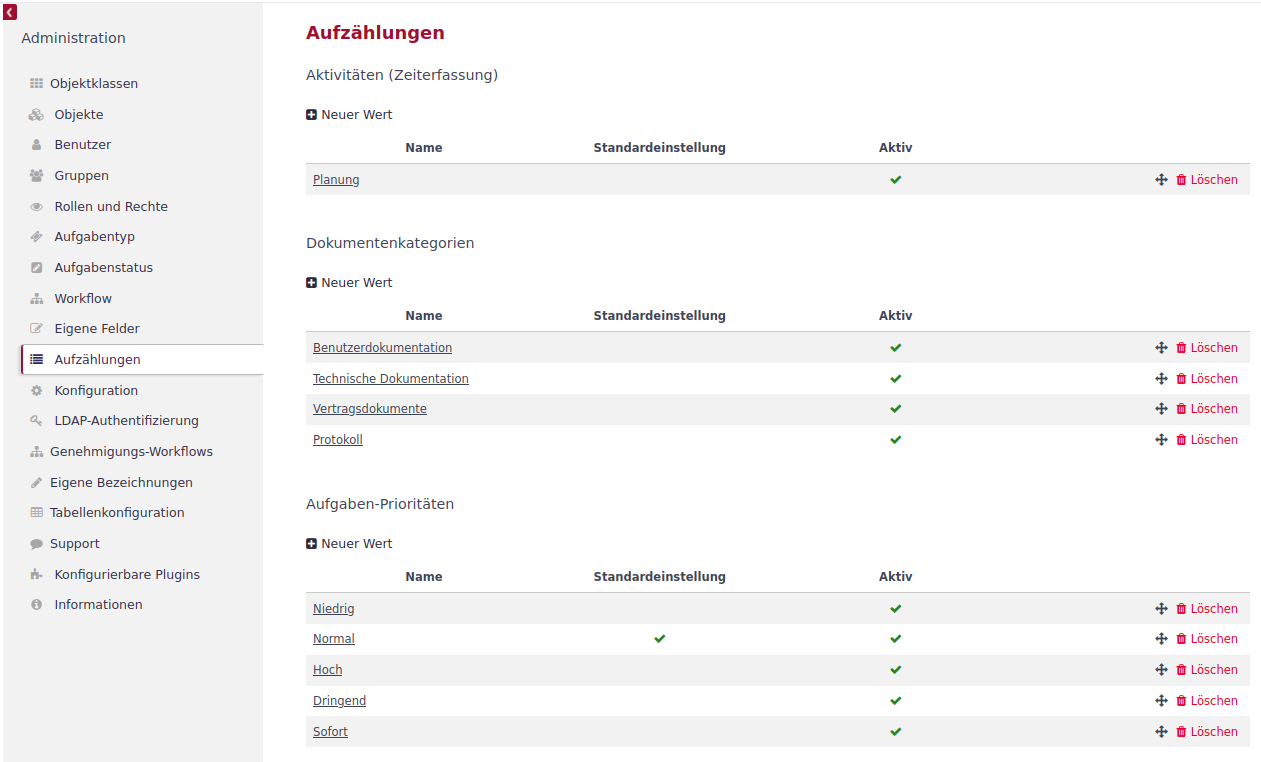 Administration
Objektklassen
Objekte
Benutzer
Gruppen
Rollen und Rechte
Aufgabentyp
Aufgabenstatus
Workflow
Eigene Felder
Aufzählungen
Konfiguration
LDAP-Authentifizierung
Genehmigungs-Workflows
Eigene Bezeichnungen
Tabellenkonfiguration
Support
Konfigurierbare Plugins
Informationen
Aufzählungen
Aktivitäten (Zeiterfassung)
Neuer Wert
Name Standardeinstellung Aktiv
Planung Löschen
Dokumentenkategorien
Neuer Wert
Name Standardeinstellung Aktiv
Benutzerdokumentation Löschen
Technische Dokumentation Löschen
Vertragsdokumente Löschen
Protokoll Löschen
Aufgaben-Prioritäten
Neuer Wert
Name Standardeinstellung Aktiv
Niedrig Löschen
Normal Löschen
Hoch Löschen
Dringend Löschen
Sofort Löschen